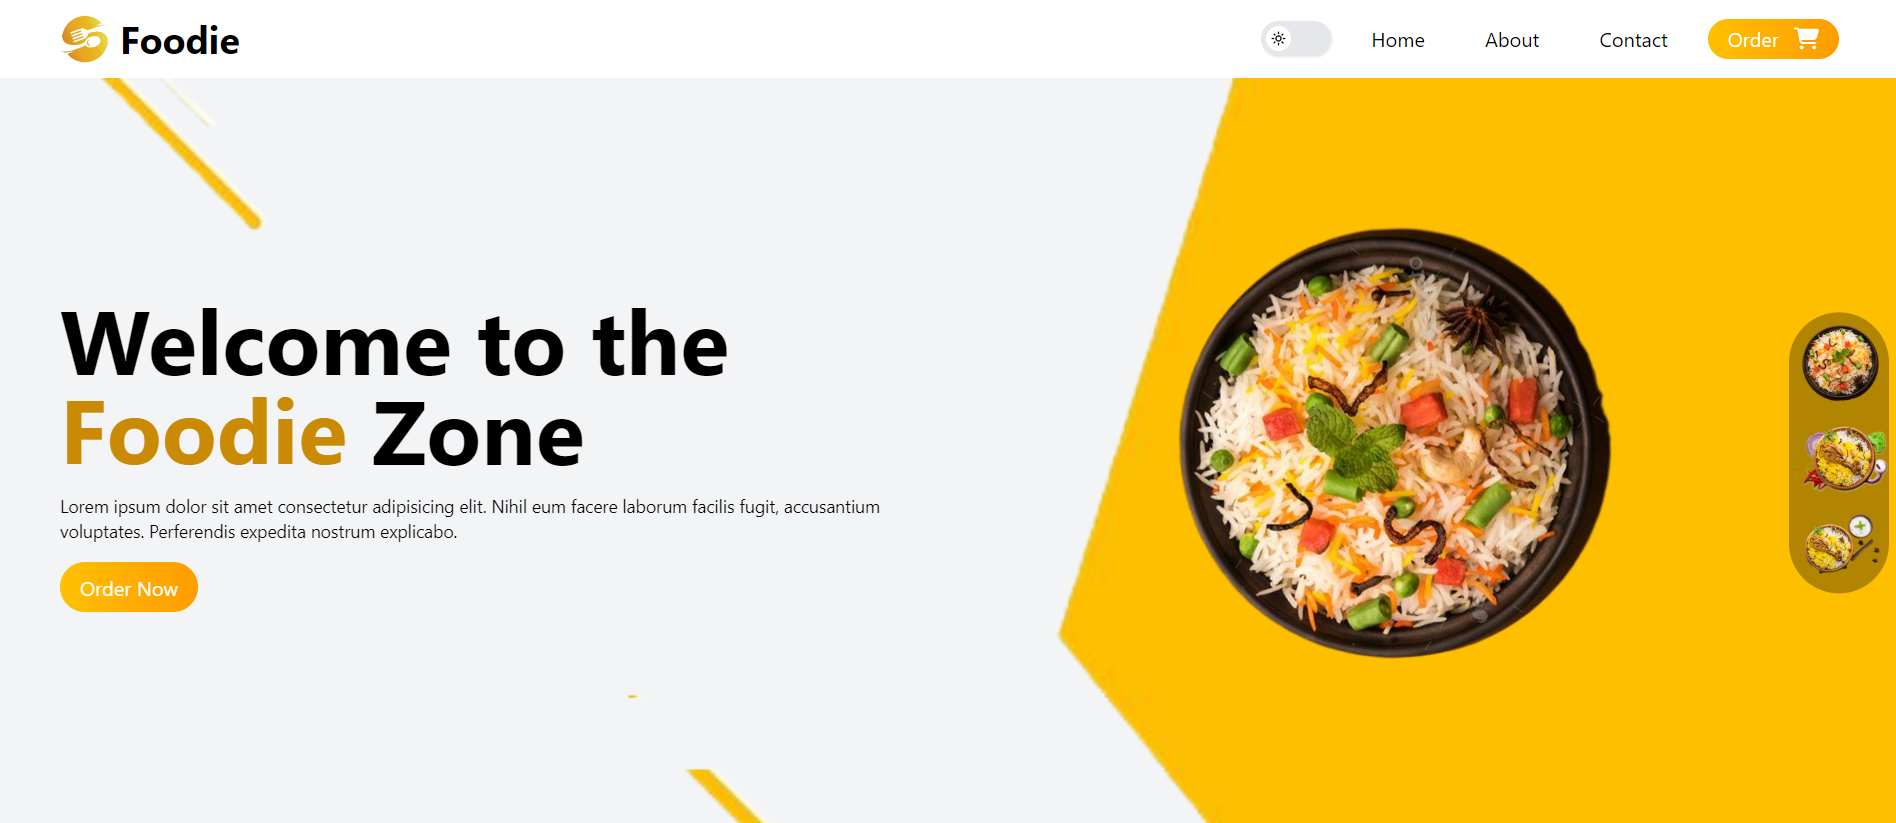 Foodie
Home About Contact Order
Welcome to the
Foodie Zone
Lorem ipsum dolor sit amet consectetur adipisicing elit. Nihil eum facere laborum facilis fugit, accusantium
voluptates. Perferendis expedita nostrum explicabo.
Order Now